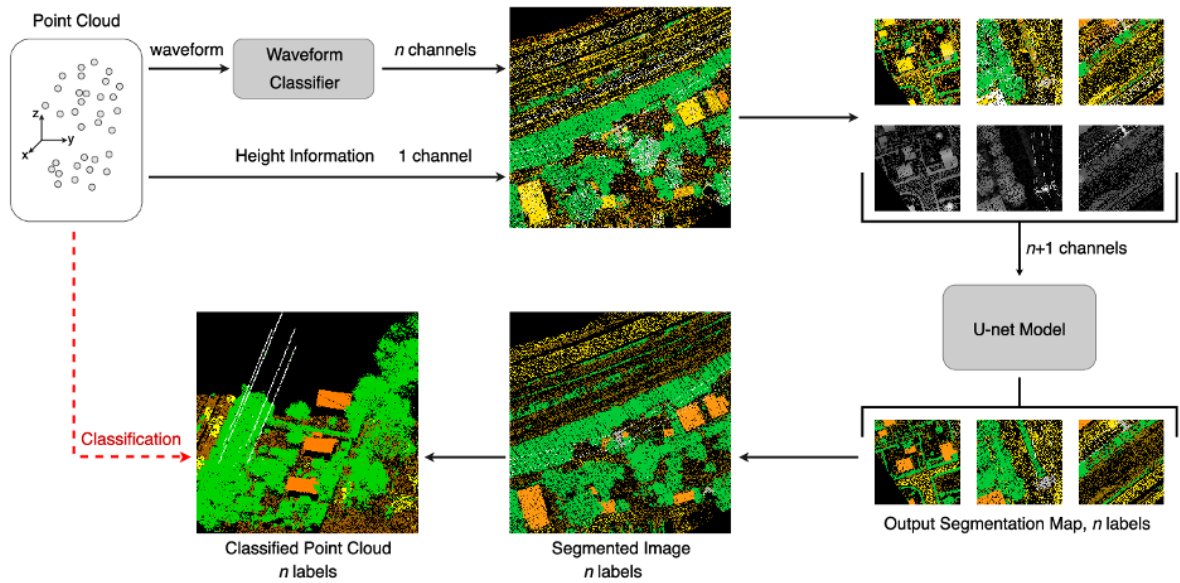 Point Cloud
waveform
Waveform
Classifier
n channels
z
y
x
Height Information 1 channel
n+1 channels
U-net Model
Classification
Classified Point Cloud
n labels
Segmented Image
n labels
Output Segmentation Map, n labels